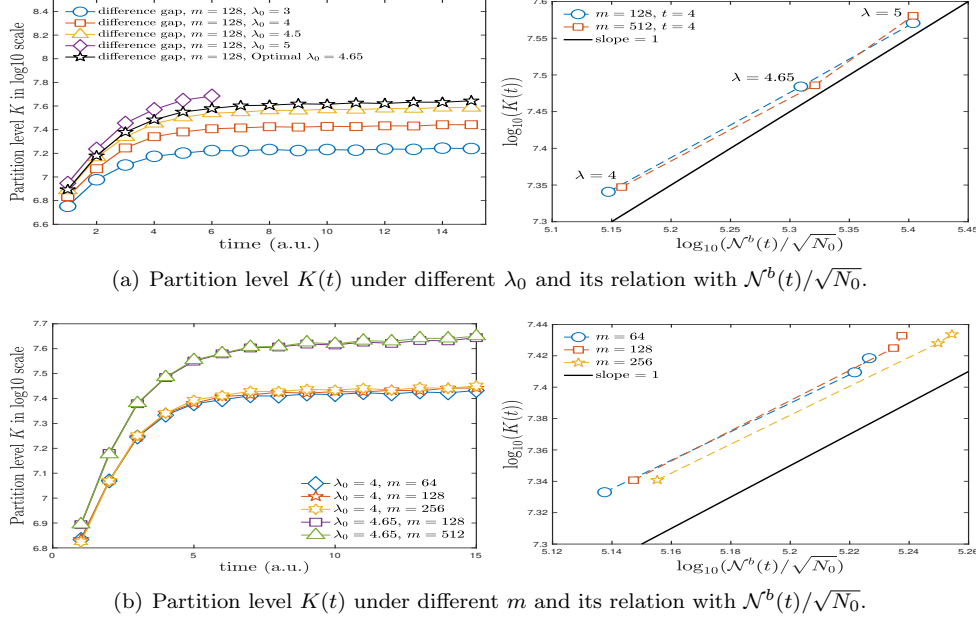 difference gap, m = 128, λ₀ = 3
difference gap, m = 128, λ₀ = 4
difference gap, m = 128, λ₀ = 4.5
difference gap, m = 128, λ₀ = 5
difference gap, m = 128, Optimal λ₀ = 4.65
Partition level K in log10 scale
8.4
8.2
8
7.8
7.6
7.4
7.2
7
6.8
6.6
2 4 6 8 10 12 14
time (a.u.)
m = 128, t = 4
m = 512, t = 4
slope = 1
λ = 5
λ = 4.65
λ = 4
log₁₀(K(t))
7.6
7.55
7.5
7.45
7.4
7.35
7.3
5.1 5.15 5.2 5.25 5.3 5.35 5.4 5.45
log₁₀(𝒩ᵇ(t)/√N₀)
(a) Partition level K(t) under different λ₀ and its relation with 𝒩ᵇ(t)/√N₀.
Partition level K in log10 scale
7.7
7.6
7.5
7.4
7.3
7.2
7.1
7
6.9
6.8
λ₀ = 4, m = 64
λ₀ = 4, m = 128
λ₀ = 4, m = 256
λ₀ = 4.65, m = 128
λ₀ = 4.65, m = 512
0 5 10 15
time (a.u.)
m = 64
m = 128
m = 256
slope = 1
log₁₀(K(t))
7.44
7.42
7.4
7.38
7.36
7.34
7.32
7.3
5.12 5.14 5.16 5.18 5.2 5.22 5.24 5.26
log₁₀(𝒩ᵇ(t)/√N₀)
(b) Partition level K(t) under different m and its relation with 𝒩ᵇ(t)/√N₀.